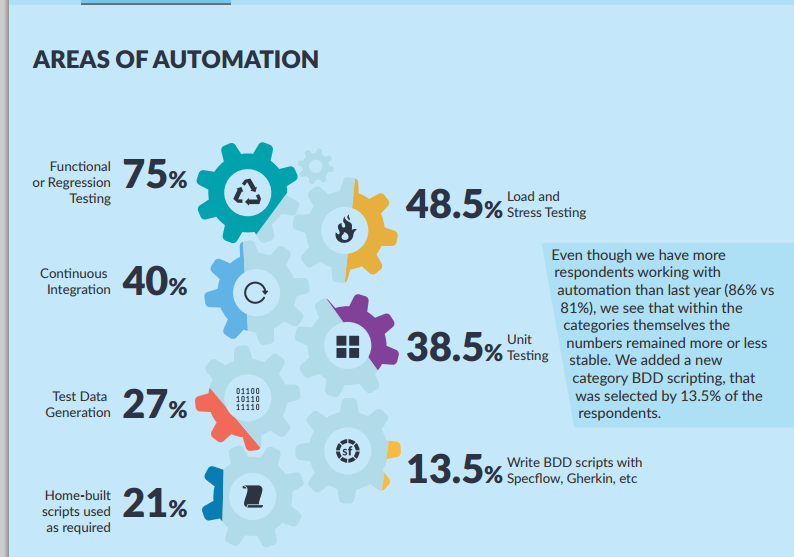 AREAS OF AUTOMATION
Functional
or Regression
Testing
75%
48.5%
Load and
Stress Testing
Continuous
Integration
40%
38.5%
Unit
Testing
Even though we have more
respondents working with
automation than last year (86% vs
81%), we see that within the
categories themselves the
numbers remained more or less
stable. We added a new
category BDD scripting, that
was selected by 13.5% of the
respondents.
Test Data
Generation
27%
01100
10110
11110
sf
13.5%
Write BDD scripts with
Specflow, Gherkin, etc
Home-built
scripts used
as required
21%